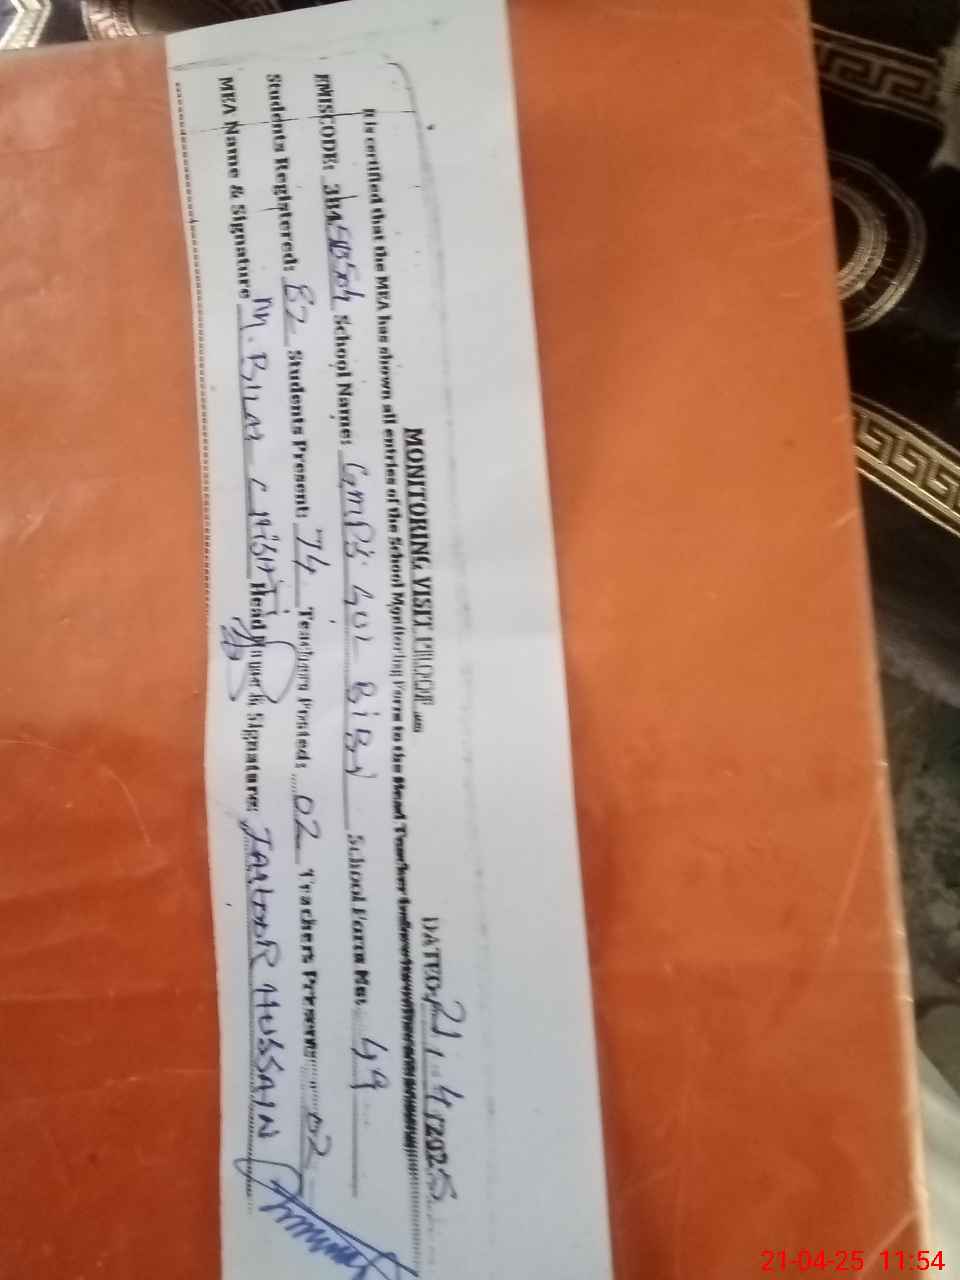 MONITORING VISIT PROOF
DATED: 21.4.2025
It is certified that the MEA has shown all entries of the School Monitoring Form to the Head Teacher
EMISCODE: School Name: GMPS GUL BIBI School Form No: 49
Students Registered: 82 Students Present: 74 Teachers Posted: 02 Teachers Present: 02
MEA Name & Signature M. Bilal CHISHTI Head Name & Signature: HUSSAIN
21-04-25 11:54